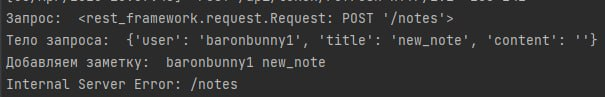 Запрос:  <rest_framework.request.Request: POST '/notes'>
Тело запроса:  {'user': 'baronbunny1', 'title': 'new_note', 'content': ''}
Добавляем заметку:  baronbunny1 new_note
Internal Server Error: /notes